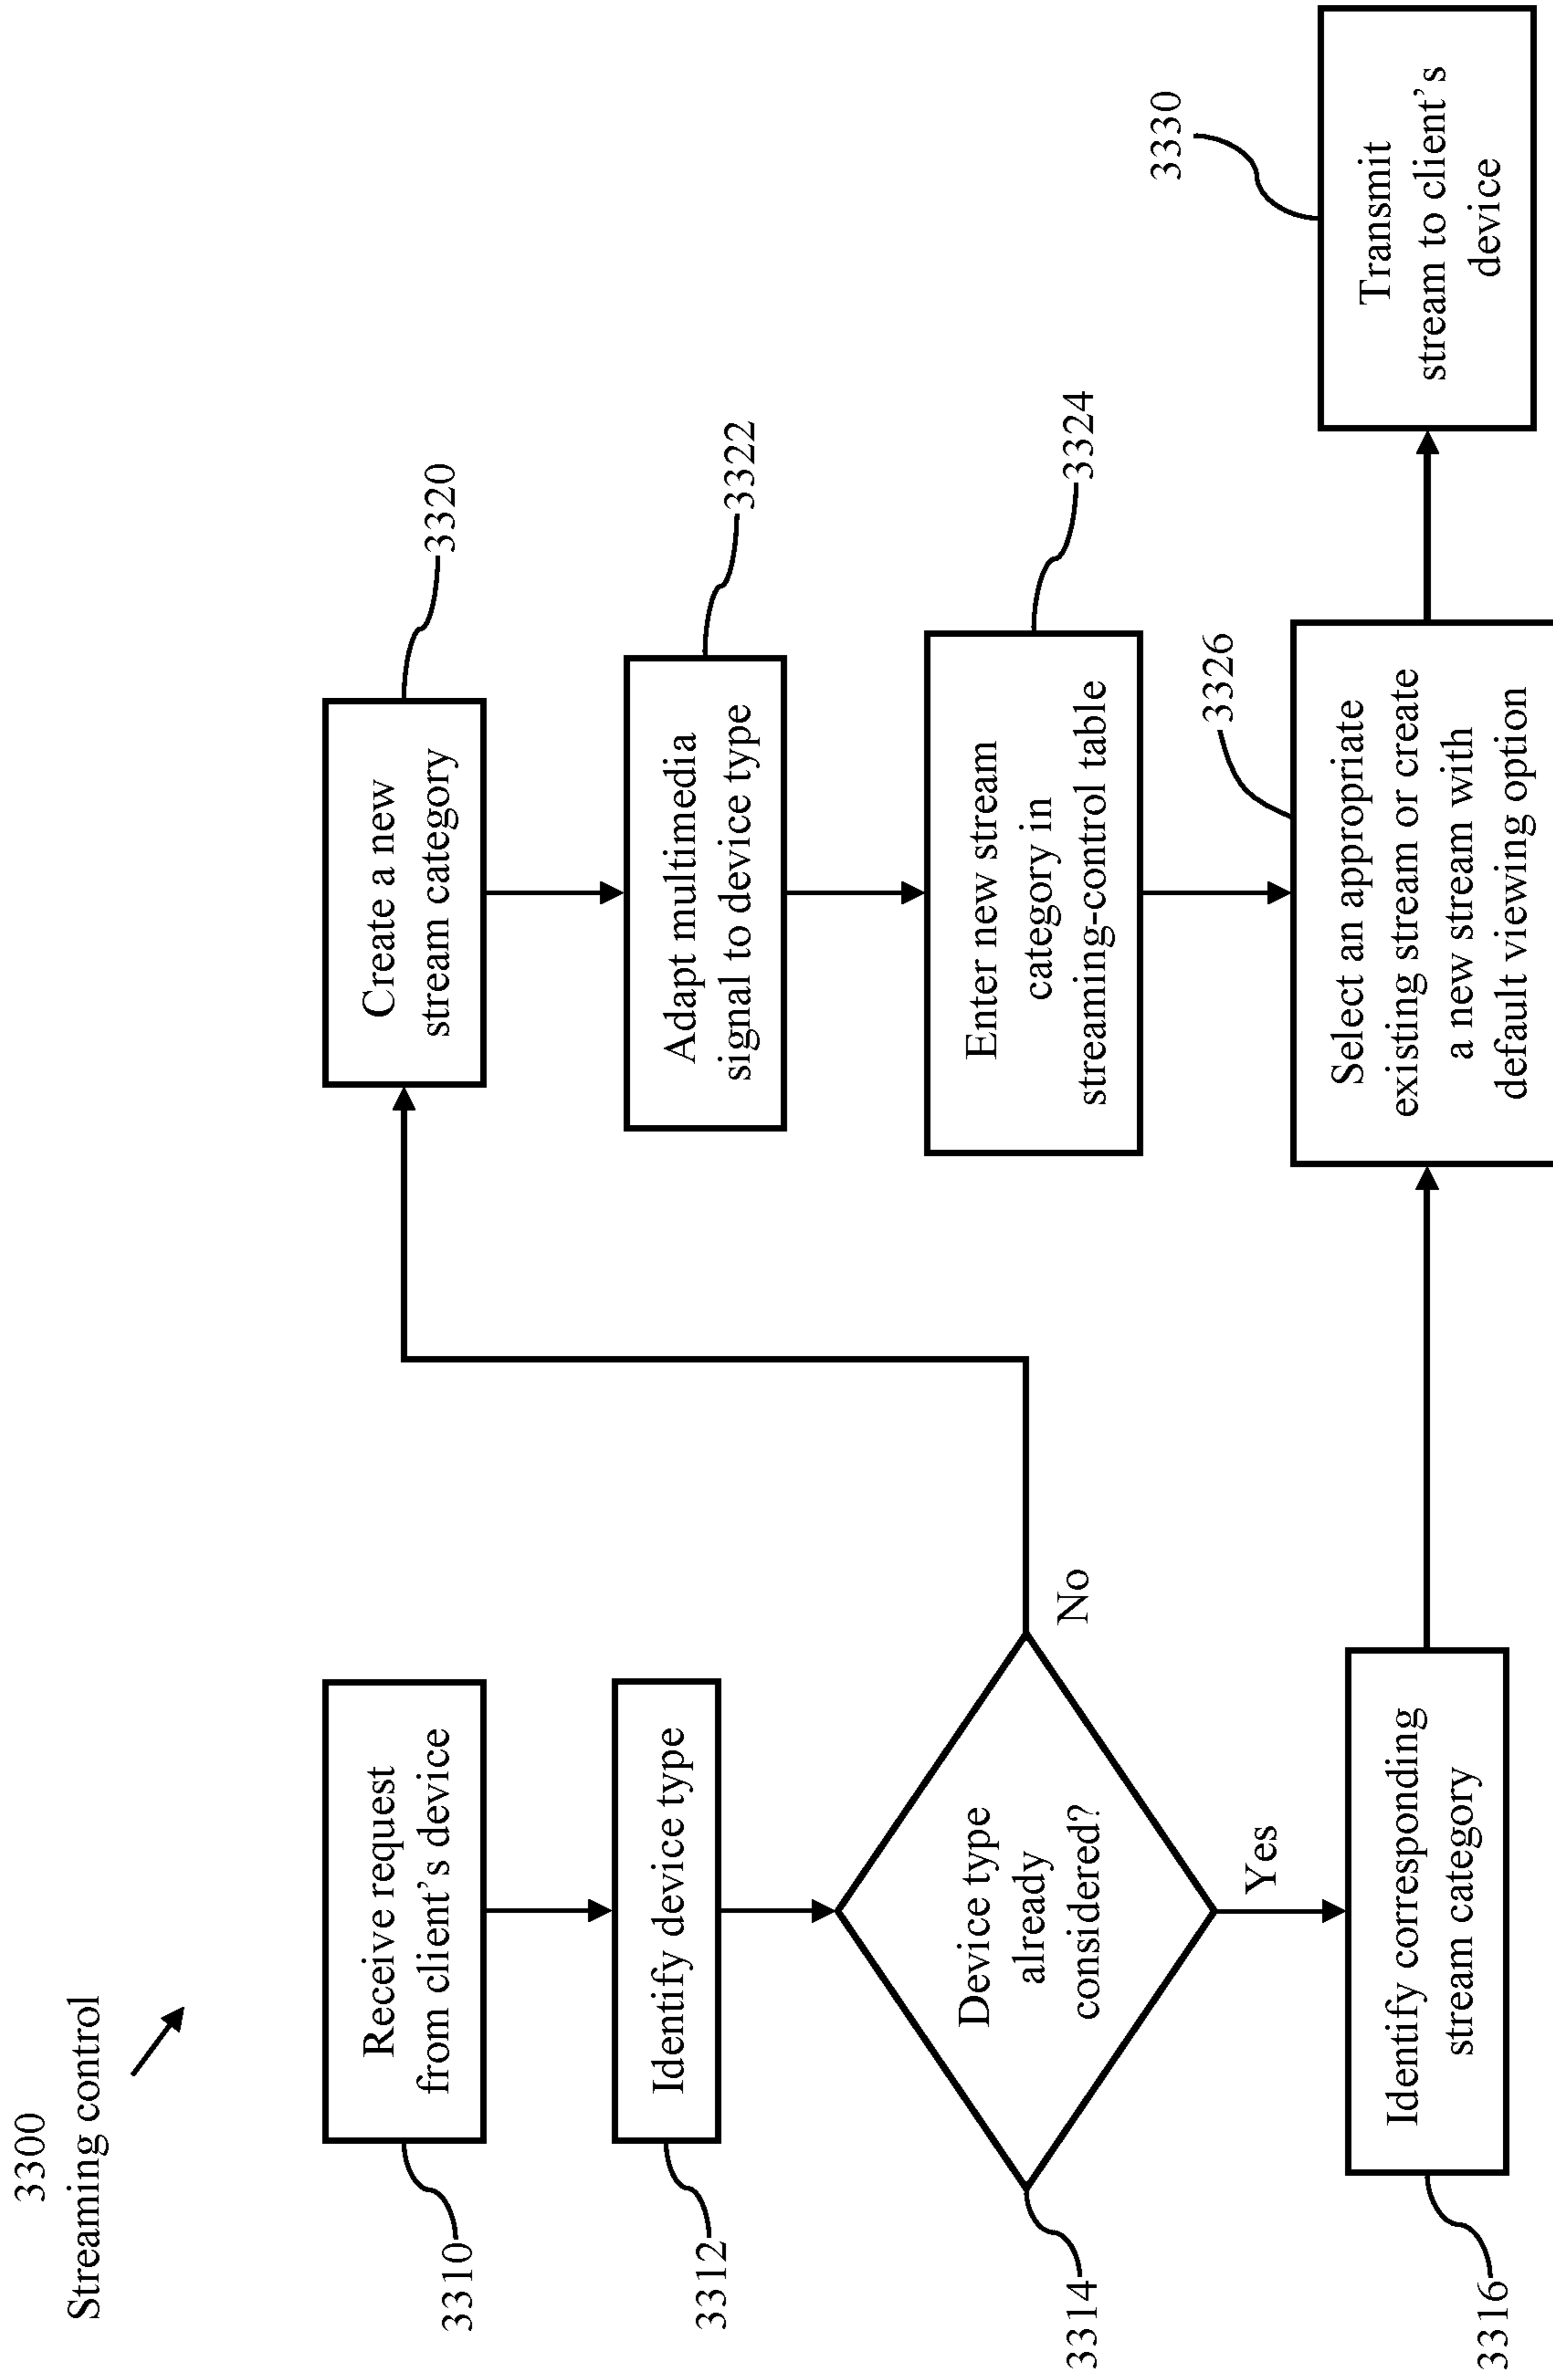 3300
Streaming control
Receive request
from client's device
3310
Identify device type
3312
Device type
already
considered?
3314
No
Yes
Identify corresponding
stream category
3316
Create a new
stream category
3320
Adapt multimedia
signal to device type
3322
Enter new stream
category in
streaming-control table
3324
3326
Select an appropriate
existing stream or create
a new stream with
default viewing option
3330
Transmit
stream to client's
device